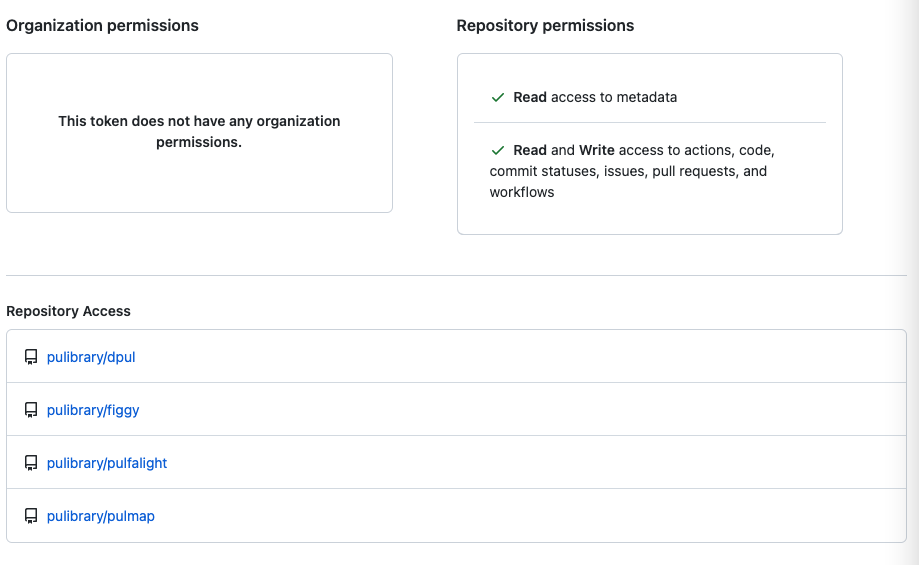 Organization permissions
This token does not have any organization
permissions.
Repository permissions
Read access to metadata
Read and Write access to actions, code,
commit statuses, issues, pull requests, and
workflows
Repository Access
pulibrary/dpul
pulibrary/figgy
pulibrary/pulfalight
pulibrary/pulmap